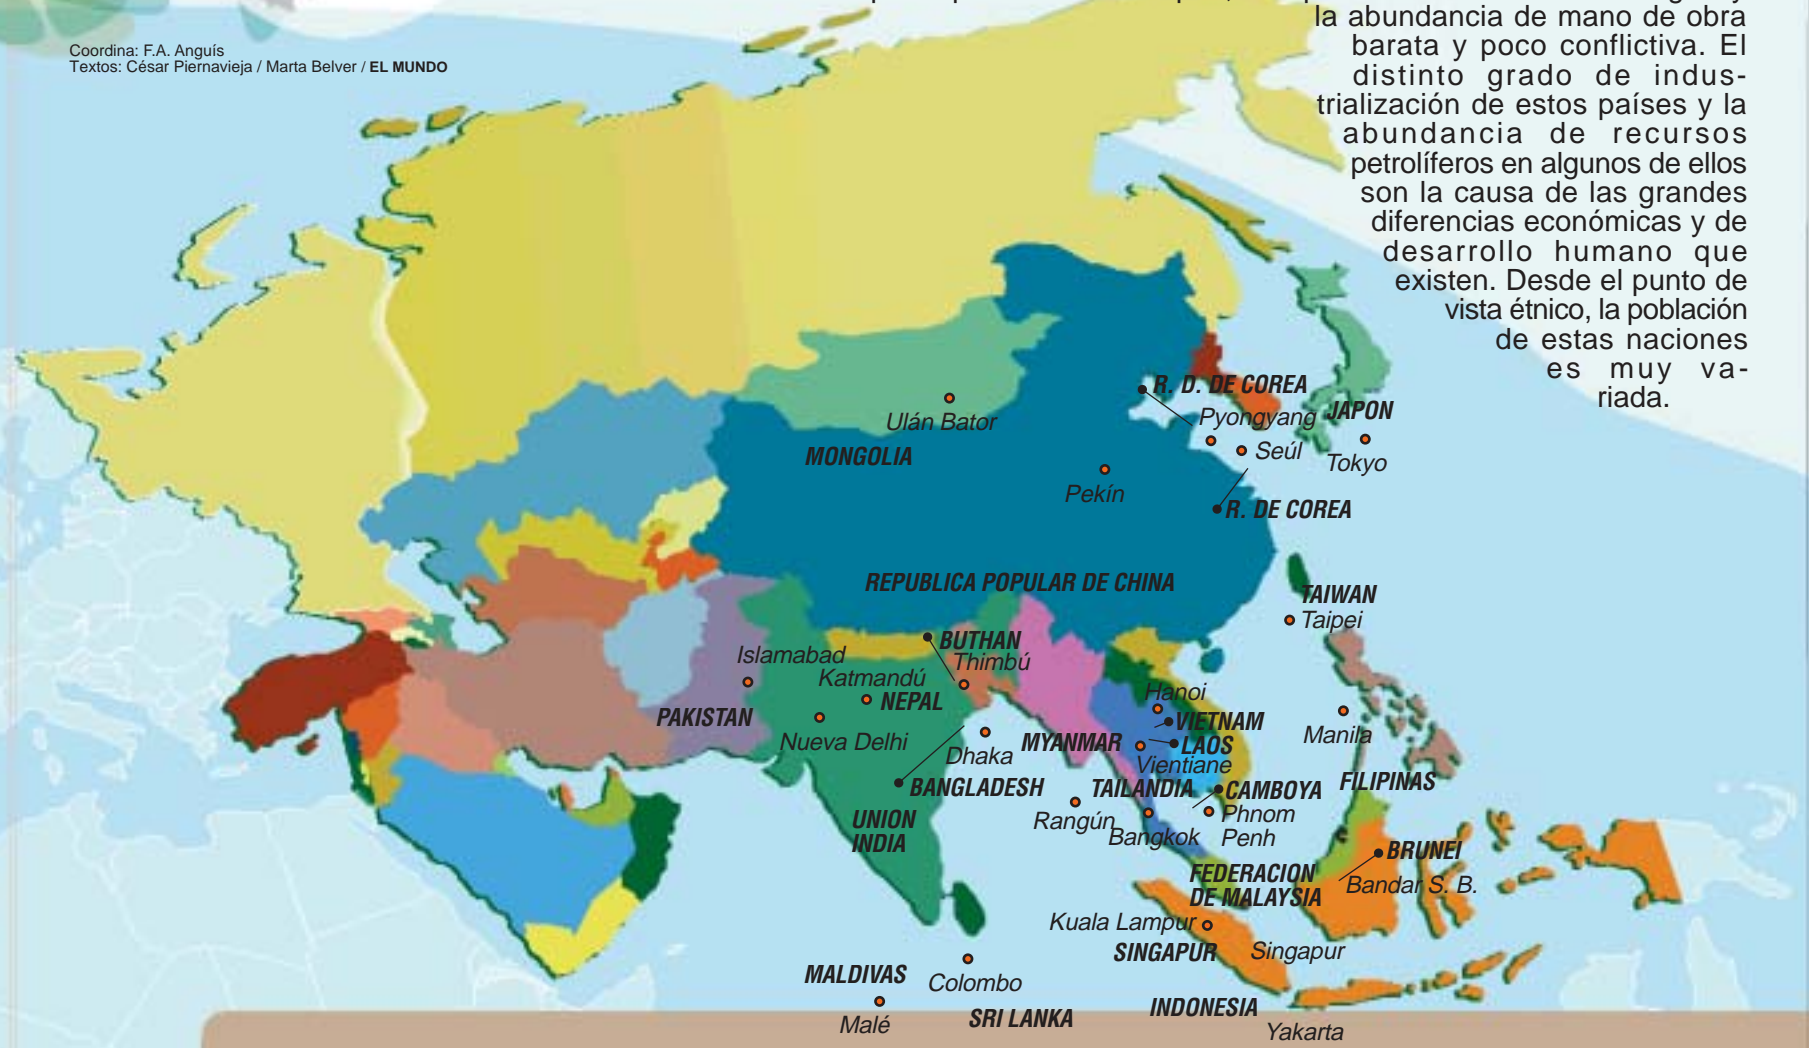 la abundancia de mano de obra
barata y poco conflictiva. El
distinto grado de indus-
trialización de estos países y la
abundancia de recursos
petrolíferos en algunos de ellos
son la causa de las grandes
diferencias económicas y de
desarrollo humano que
existen. Desde el punto de
vista étnico, la población
de estas naciones
es muy va-
riada.
Coordina: F.A. Anguís
Textos: César Piernavieja / Marta Belver / EL MUNDO
R. D. DE COREA
Pyongyang
JAPON
Ulán Bator
Seúl
Tokyo
MONGOLIA
Pekín
R. DE COREA
REPUBLICA POPULAR DE CHINA
TAIWAN
Taipei
BUTHAN
Thimbú
Islamabad
Katmandú
NEPAL
PAKISTAN
Nueva Delhi
Hanoi
VIETNAM
Manila
Dhaka
MYANMAR
LAOS
Vientiane
BANGLADESH
TAILANDIA
CAMBOYA
FILIPINAS
UNION
INDIA
Rangún
Bangkok
Phnom
Penh
BRUNEI
Bandar S. B.
FEDERACION
DE MALAYSIA
Kuala Lampur
SINGAPUR
Singapur
MALDIVAS
Colombo
Malé
SRI LANKA
INDONESIA
Yakarta